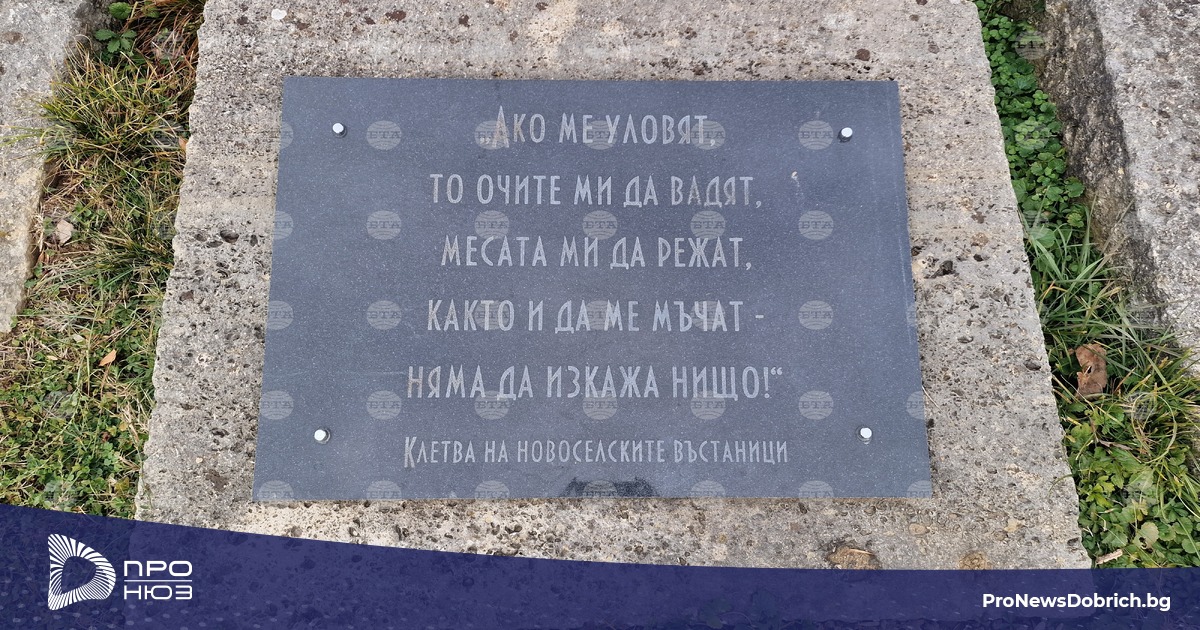 „Ако ме уловят,
то очите ми да вадят,
месата ми да режат,
както и да ме мъчат -
няма да изкажа нищо!“
Клетва на новоселските въстаници
ПРО
НЮЗ
ProNewsDobrich.bg
БТА